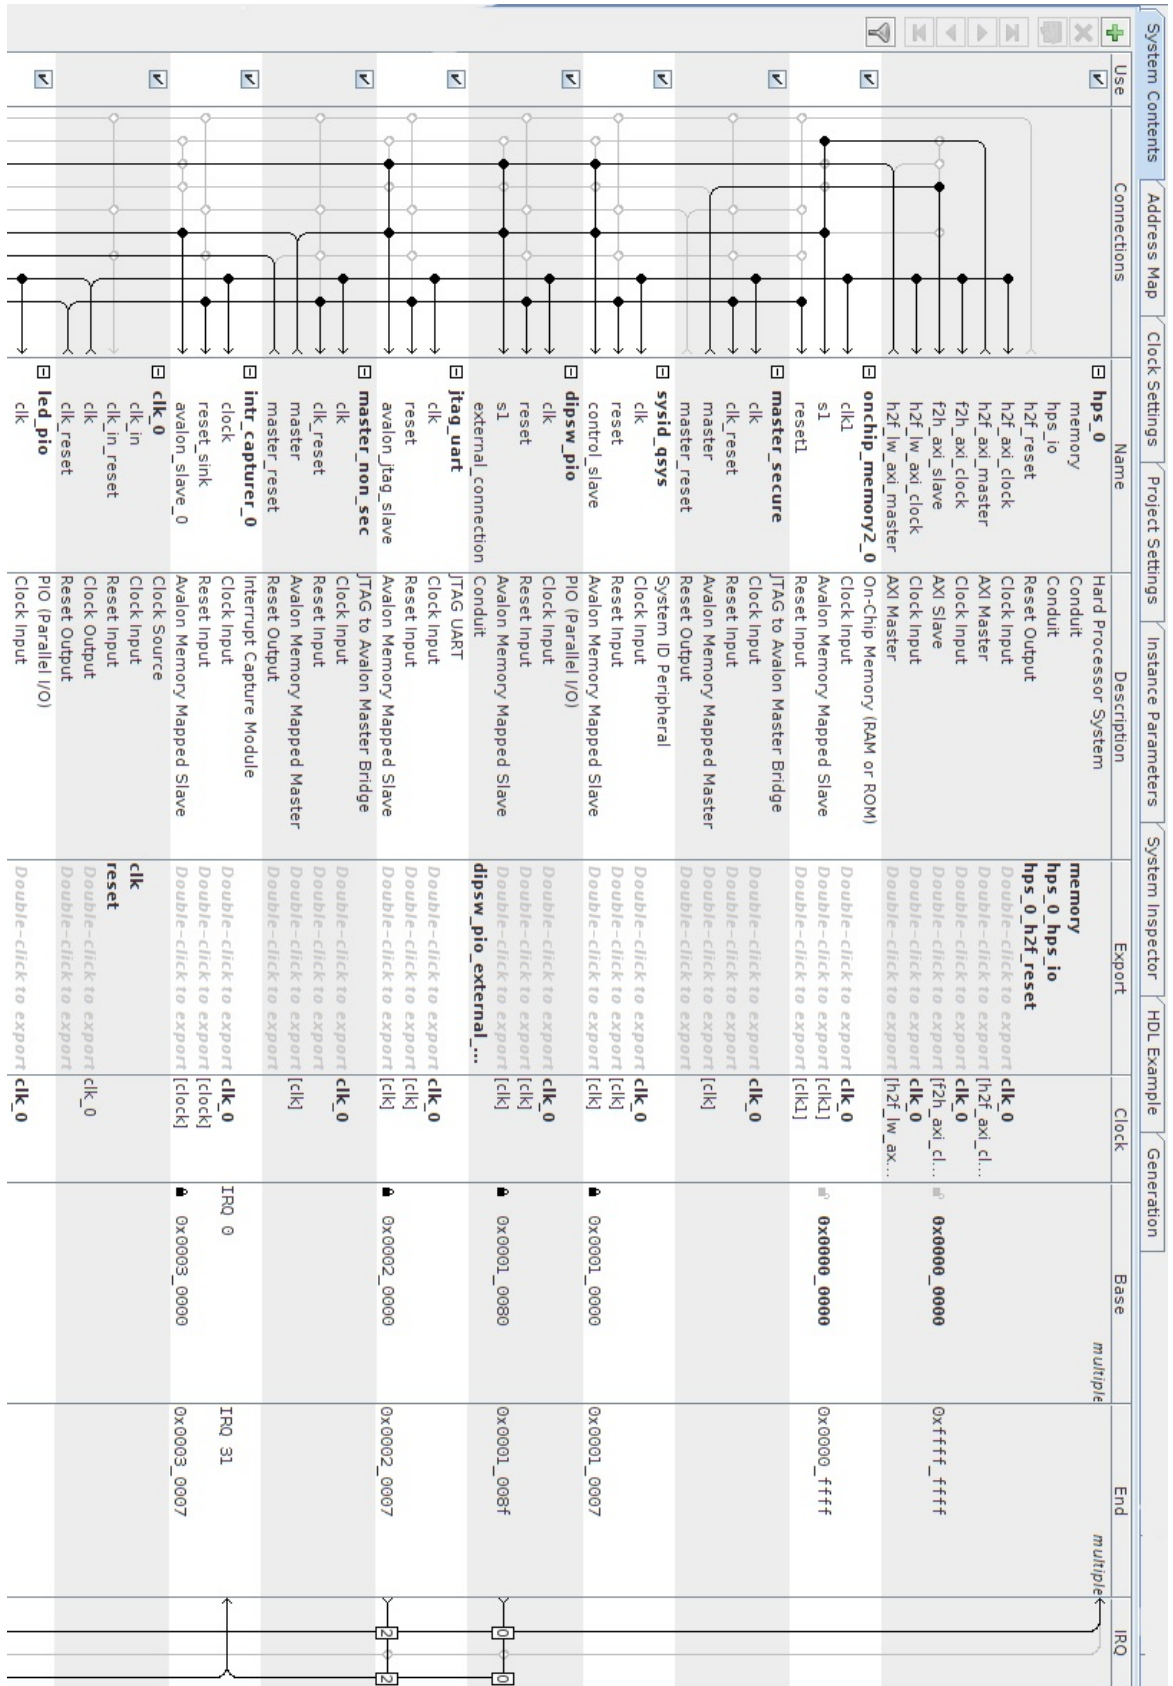 System Contents Address Map Clock Settings Project Settings Instance Parameters System Inspector HDL Example Generation
Use Connections Name Description Export Clock Base End IRQ
hps_0 Hard Processor System multiple multiple
memory Conduit memory
hps_io Conduit hps_0_hps_io
h2f_reset Reset Output hps_0_h2f_reset
h2f_axi_clock Clock Input Double-click to export clk_0
h2f_axi_master AXI Master Double-click to export [h2f_axi_cl...
f2h_axi_clock Clock Input Double-click to export clk_0
f2h_axi_slave AXI Slave Double-click to export [f2h_axi_cl... 0x0000_0000 0xffff_ffff
h2f_lw_axi_clock Clock Input Double-click to export clk_0
h2f_lw_axi_master AXI Master Double-click to export [h2f_lw_ax...
onchip_memory2_0 On-Chip Memory (RAM or ROM)
clk1 Clock Input Double-click to export clk_0
s1 Avalon Memory Mapped Slave Double-click to export [clk1] 0x0000_0000 0x0000_ffff
reset1 Reset Input Double-click to export [clk1]
master_secure JTAG to Avalon Master Bridge
clk Clock Input Double-click to export clk_0
clk_reset Reset Input Double-click to export
master Avalon Memory Mapped Master Double-click to export [clk]
master_reset Reset Output Double-click to export
sysid_qsys System ID Peripheral
clk Clock Input Double-click to export clk_0
reset Reset Input Double-click to export [clk]
control_slave Avalon Memory Mapped Slave Double-click to export [clk] 0x0001_0000 0x0001_0007
dipsw_pio PIO (Parallel I/O)
clk Clock Input Double-click to export clk_0
reset Reset Input Double-click to export [clk]
s1 Avalon Memory Mapped Slave Double-click to export [clk] 0x0001_0080 0x0001_008f 0 0
external_connection Conduit dipsw_pio_external_...
jtag_uart JTAG UART
clk Clock Input Double-click to export clk_0
reset Reset Input Double-click to export [clk]
avalon_jtag_slave Avalon Memory Mapped Slave Double-click to export [clk] 0x0002_0000 0x0002_0007 2 2
master_non_sec JTAG to Avalon Master Bridge
clk Clock Input Double-click to export clk_0
clk_reset Reset Input Double-click to export
master Avalon Memory Mapped Master Double-click to export [clk]
master_reset Reset Output Double-click to export
intr_capturer_0 Interrupt Capture Module
clock Clock Input Double-click to export clk_0 IRQ 0 IRQ 31
reset_sink Reset Input Double-click to export [clock]
avalon_slave_0 Avalon Memory Mapped Slave Double-click to export [clock] 0x0003_0000 0x0003_0007
clk_0 Clock Source
clk_in Clock Input clk
clk_in_reset Reset Input reset
clk Clock Output Double-click to export clk_0
clk_reset Reset Output Double-click to export
led_pio PIO (Parallel I/O)
clk Clock Input Double-click to export clk_0